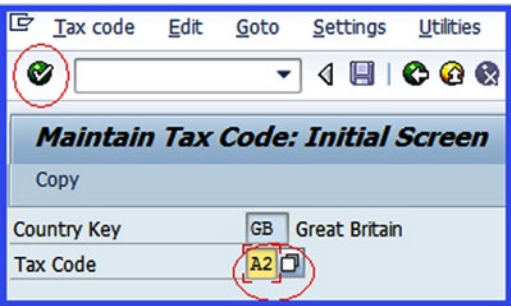 Tax code Edit Goto Settings Utilities
Maintain Tax Code: Initial Screen
Copy
Country Key GB Great Britain
Tax Code A2